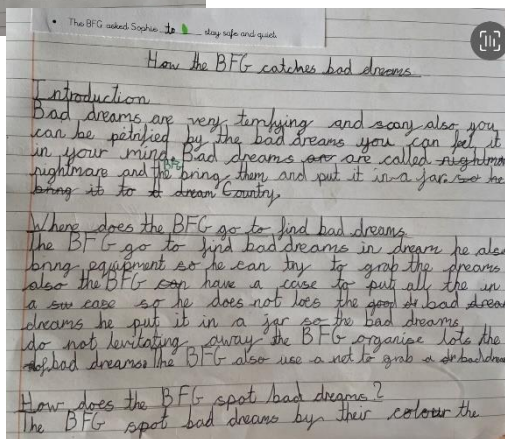 • The BFG asked Sophie to stay safe and quiet.
How the BFG catches bad dreams
Introduction
Bad dreams are very terrifying and scary also you
can be petrified by the bad dreams you can feel it
in your mind. Bad dreams are are called nightmar
nightmare and the bring them and put it in a jar so he
bring it to dream Country.
Where does the BFG go to find bad dreams
The BFG go to find bad dreams in dream he also
bring equipment so he can try to grab the dreams
also the BFG can have a case to put all the in
a case so he does not loes the good bad drea
dreams he put it in a jar so the bad dreams
do not levitating away the BFG organise lots the
of bad dreams. The BFG also use a net to grab a bad drea
How does the BFG spot bad dreams?
The BFG spot bad dreams by their colour the